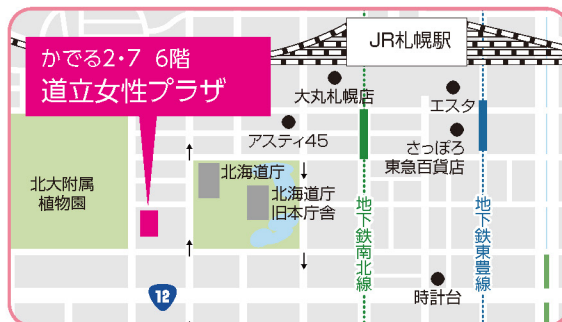 JR札幌駅
かでる2・7 6階
道立女性プラザ
大丸札幌店
エスタ
アスティ45
さっぽろ
東急百貨店
北大附属
植物園
北海道庁
北海道庁
旧本庁舎
地下鉄南北線
地下鉄東豊線
12
時計台